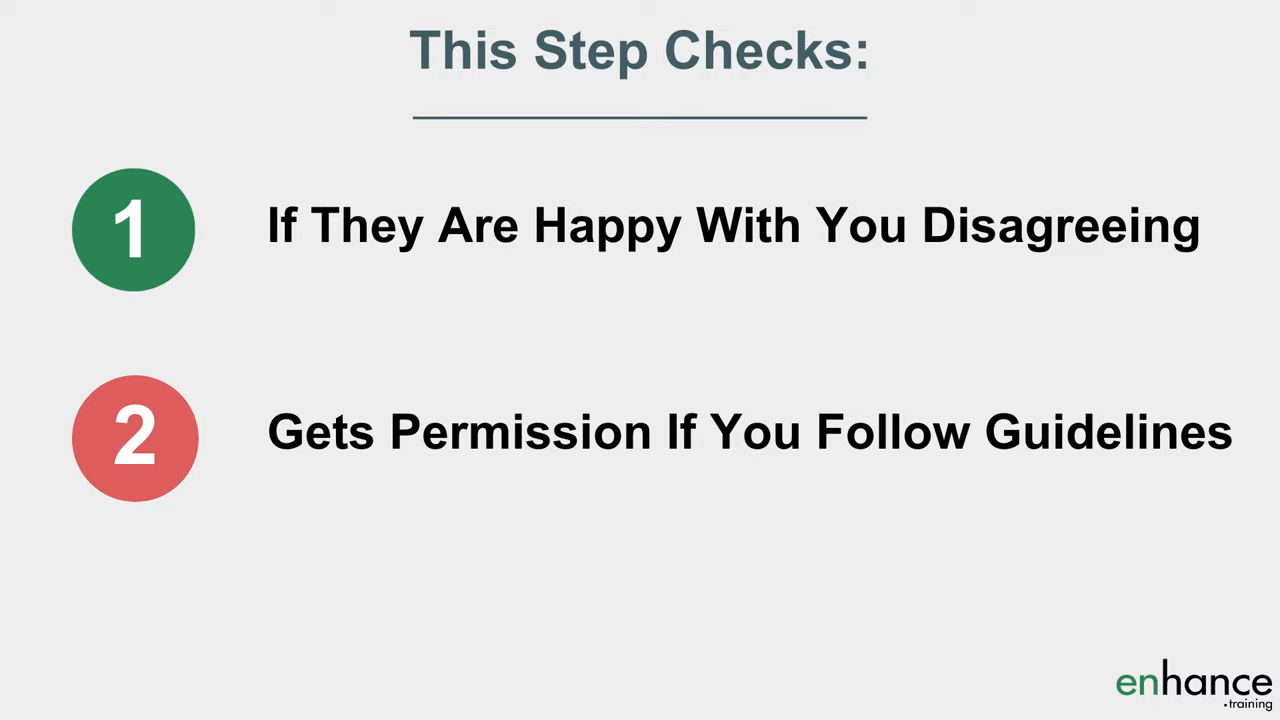 This Step Checks:
1
If They Are Happy With You Disagreeing
2
Gets Permission If You Follow Guidelines
enhance
.training